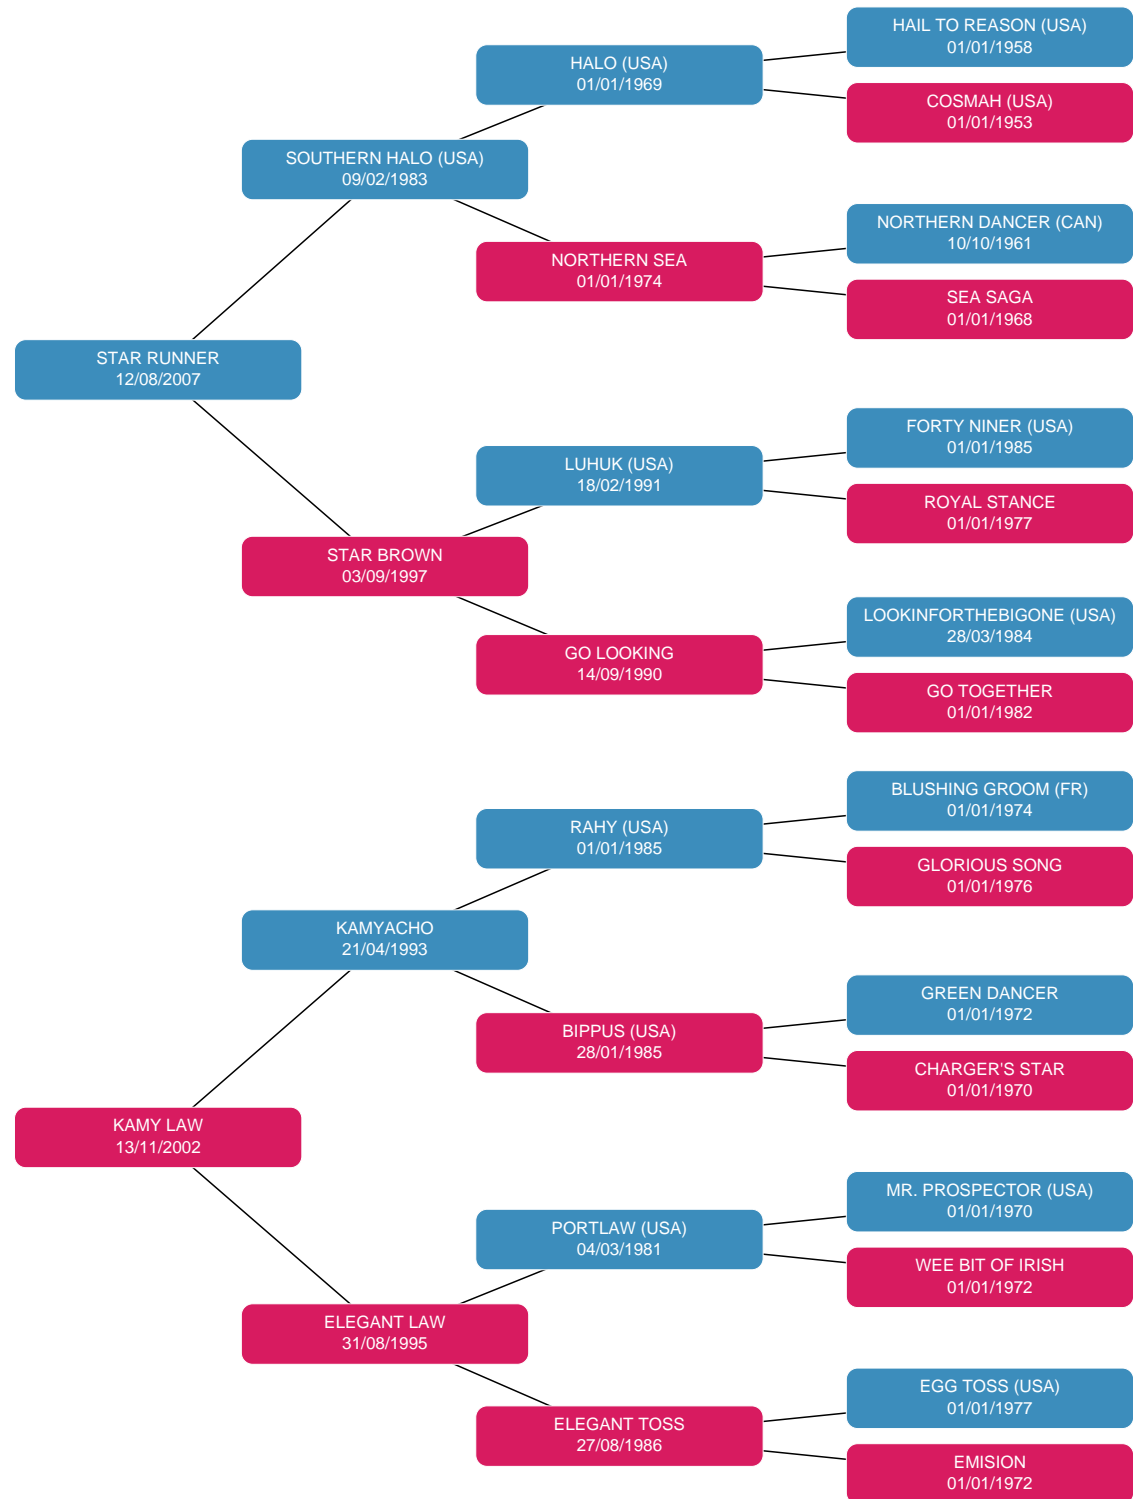 HAIL TO REASON (USA)
01/01/1958
HALO (USA)
01/01/1969
COSMAH (USA)
01/01/1953
SOUTHERN HALO (USA)
09/02/1983
NORTHERN DANCER (CAN)
10/10/1961
NORTHERN SEA
01/01/1974
SEA SAGA
01/01/1968
STAR RUNNER
12/08/2007
FORTY NINER (USA)
01/01/1985
LUHUK (USA)
18/02/1991
ROYAL STANCE
01/01/1977
STAR BROWN
03/09/1997
LOOKINFORTHEBIGONE (USA)
28/03/1984
GO LOOKING
14/09/1990
GO TOGETHER
01/01/1982
BLUSHING GROOM (FR)
01/01/1974
RAHY (USA)
01/01/1985
GLORIOUS SONG
01/01/1976
KAMYACHO
21/04/1993
GREEN DANCER
01/01/1972
BIPPUS (USA)
28/01/1985
CHARGER'S STAR
01/01/1970
KAMY LAW
13/11/2002
MR. PROSPECTOR (USA)
01/01/1970
PORTLAW (USA)
04/03/1981
WEE BIT OF IRISH
01/01/1972
ELEGANT LAW
31/08/1995
EGG TOSS (USA)
01/01/1977
ELEGANT TOSS
27/08/1986
EMISION
01/01/1972